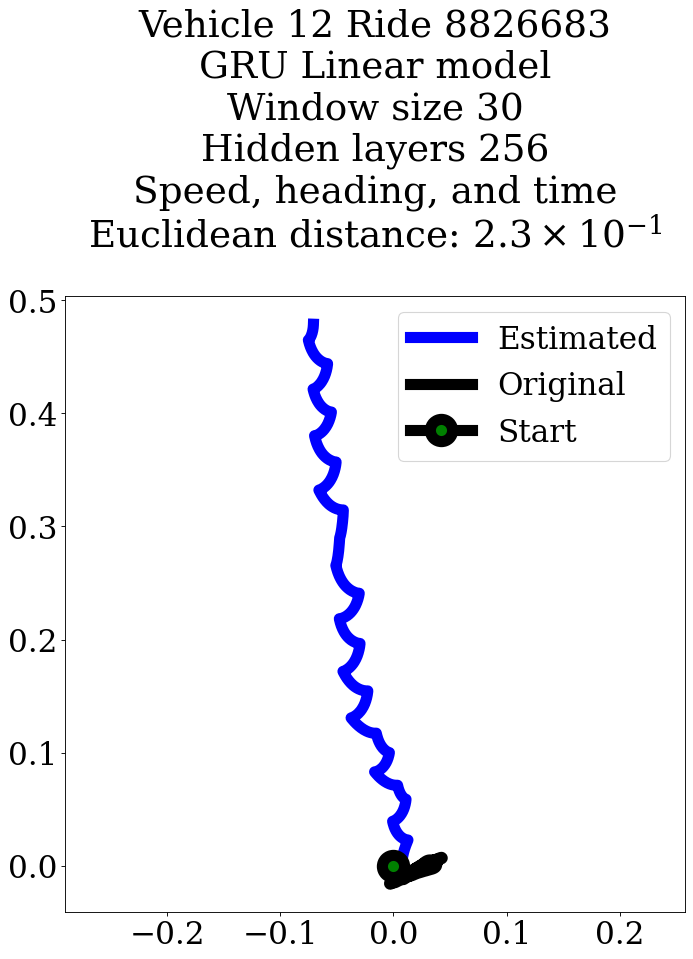 Vehicle 12 Ride 8826683
GRU Linear model
Window size 30
Hidden layers 256
Speed, heading, and time
Euclidean distance: 2.3 × 10⁻¹
Estimated
Original
Start
0.5
0.4
0.3
0.2
0.1
0.0
−0.2
−0.1
0.0
0.1
0.2